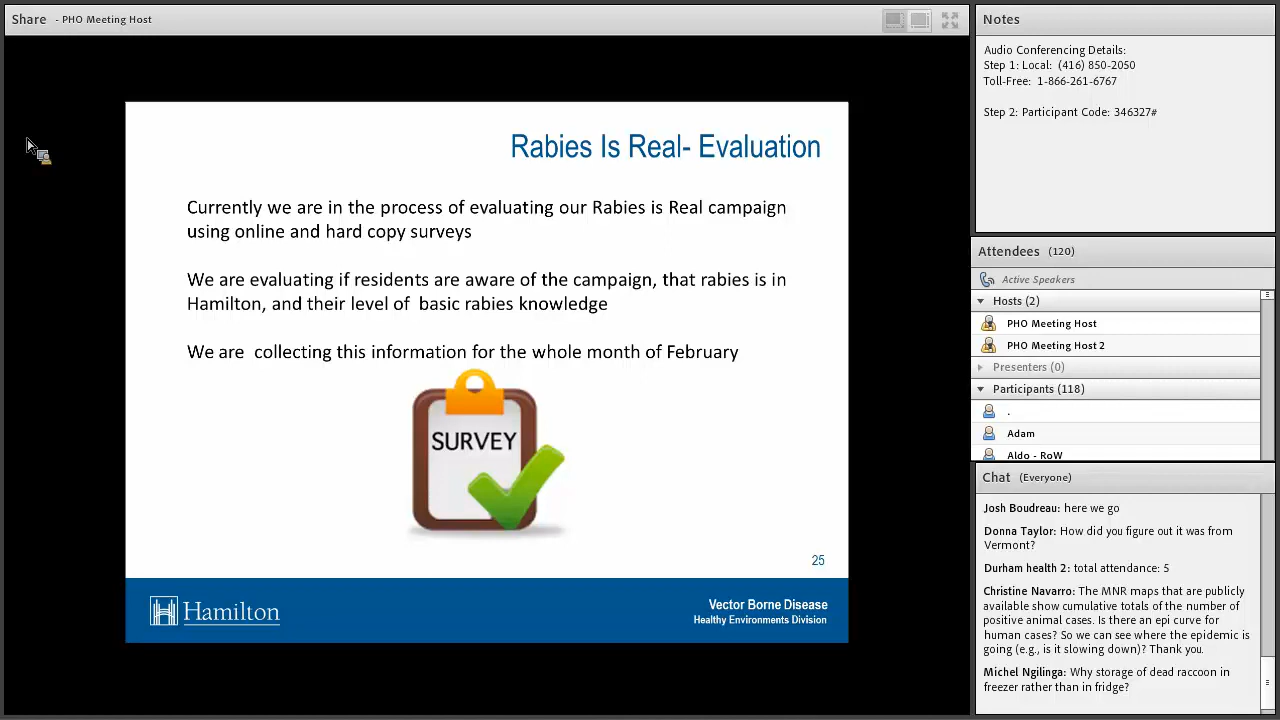 Share - PHO Meeting Host
Rabies Is Real- Evaluation
Currently we are in the process of evaluating our Rabies is Real campaign
using online and hard copy surveys
We are evaluating if residents are aware of the campaign, that rabies is in
Hamilton, and their level of basic rabies knowledge
We are collecting this information for the whole month of February
SURVEY
25
Hamilton
Vector Borne Disease
Healthy Environments Division
Notes
Audio Conferencing Details:
Step 1: Local: (416) 850-2050
Toll-Free: 1-866-261-6767
Step 2: Participant Code: 346327#
Attendees (120)
Active Speakers
Hosts (2)
PHO Meeting Host
PHO Meeting Host 2
Presenters (0)
Participants (118)
.
Adam
Aldo - RoW
Chat (Everyone)
Josh Boudreau: here we go
Donna Taylor: How did you figure out it was from
Vermont?
Durham health 2: total attendance: 5
Christine Navarro: The MNR maps that are publicly
available show cumulative totals of the number of
positive animal cases. Is there an epi curve for
human cases? So we can see where the epidemic is
going (e.g., is it slowing down)? Thank you.
Michel Ngilinga: Why storage of dead raccoon in
freezer rather than in fridge?